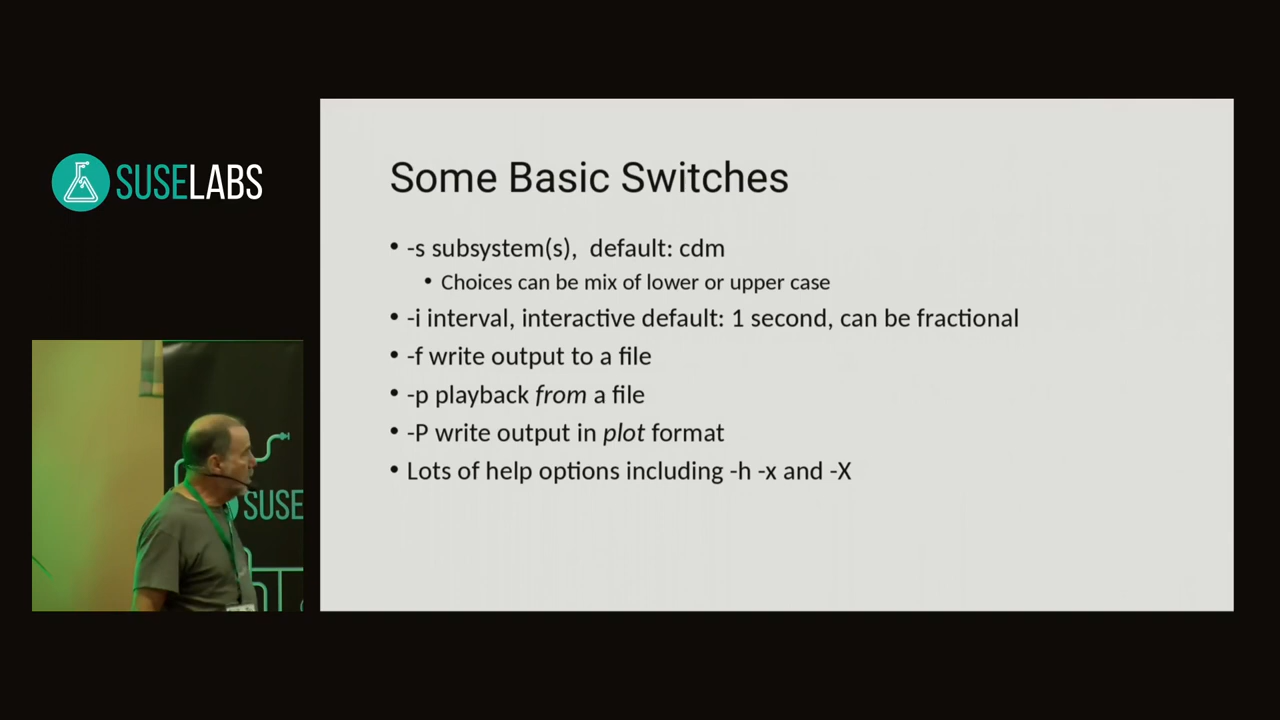 SUSELABS
Some Basic Switches
• -s subsystem(s),  default: cdm
• Choices can be mix of lower or upper case
• -i interval, interactive default: 1 second, can be fractional
• -f write output to a file
• -p playback from a file
• -P write output in plot format
• Lots of help options including -h -x and -X
SUSE